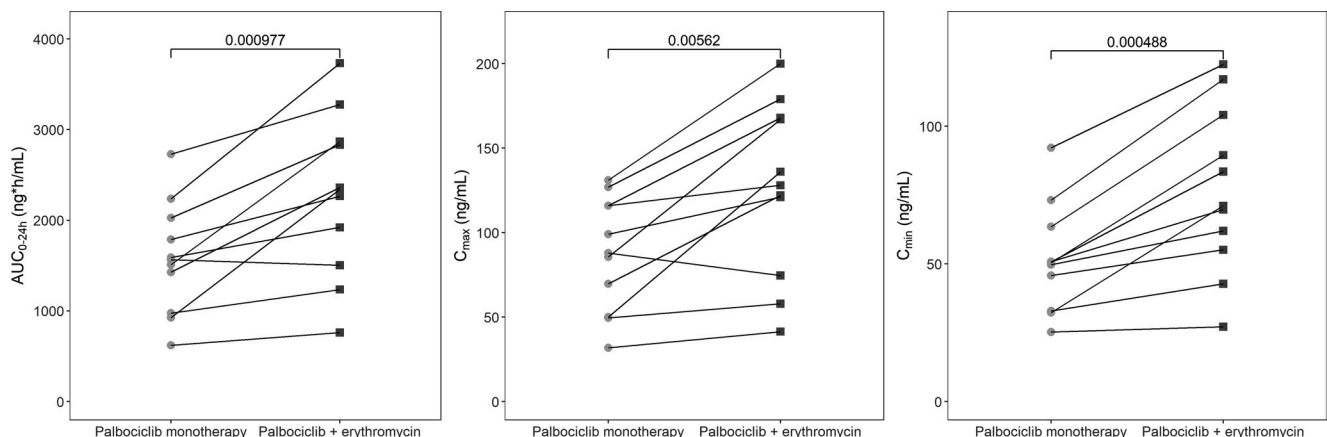 0.000977
4000
3000
2000
1000
0
AUC0-24h (ng*h/mL)
Palbociclib monotherapy
Palbociclib + erythromycin
0.00562
200
150
100
50
0
Cmax (ng/mL)
Palbociclib monotherapy
Palbociclib + erythromycin
0.000488
100
50
0
Cmin (ng/mL)
Palbociclib monotherapy
Palbociclib + erythromycin